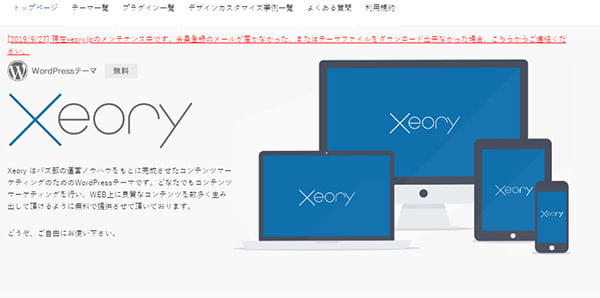 トップページ テーマ一覧 プラグイン一覧 デザインカスタマイズ事例一覧 よくある質問 利用規約
[2019/9/27] 現在xeory.jpのメンテナンス中です。会員登録のメールが届かなかった、またはテーマファイルをダウンロード出来なかった場合、こちらからご連絡くだ
さい。
WordPressテーマ 無料
Xeory
Xeory はバズ部の運営ノウハウをもとに完成させたコンテンツマー
ケティングのためのWordPressテーマです。どなたでもコンテンツ
マーケティングを行い、WEB上に良質なコンテンツを数多く生み
出して頂けるように無料で提供させて頂いております。
どうぞ、ご自由にお使い下さい。
Xeory
Xeory
Xeory
Xeory